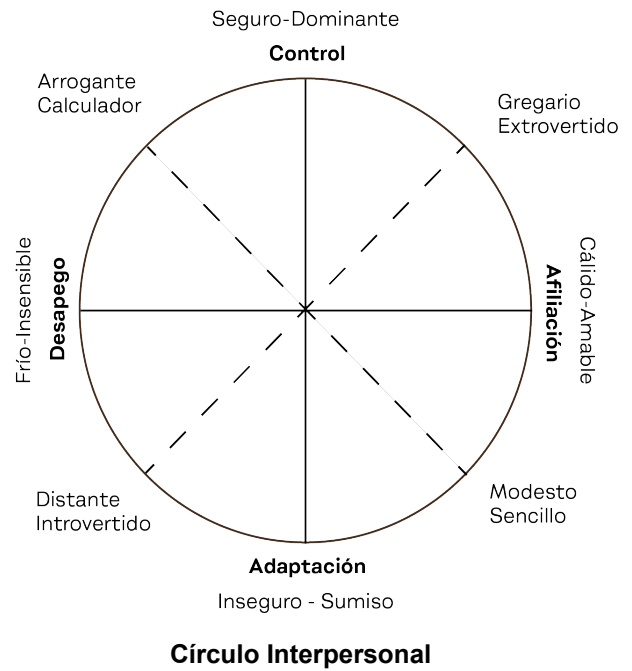 Seguro-Dominante
Control
Arrogante
Calculador
Gregario
Extrovertido
Frío-Insensible
Desapego
Afiliación
Cálido-Amable
Distante
Introvertido
Modesto
Sencillo
Adaptación
Inseguro - Sumiso
Círculo Interpersonal